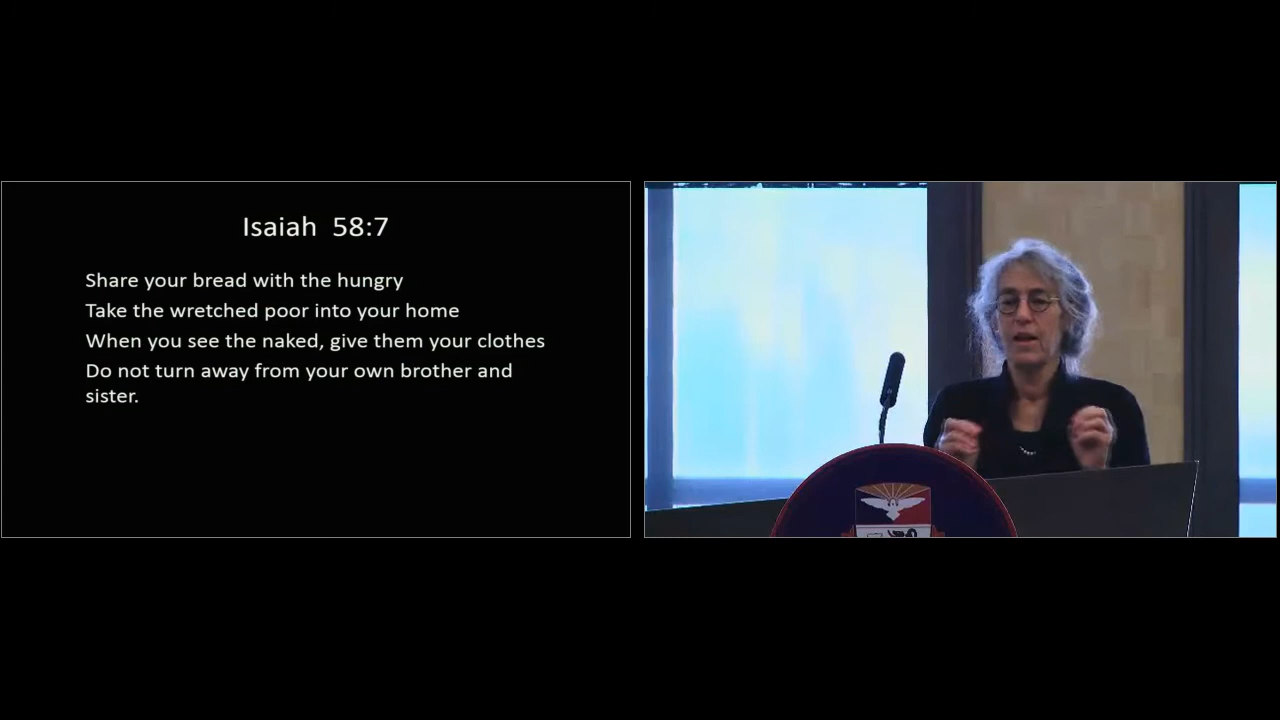 Isaiah 58:7
Share your bread with the hungry
Take the wretched poor into your home
When you see the naked, give them your clothes
Do not turn away from your own brother and
sister.